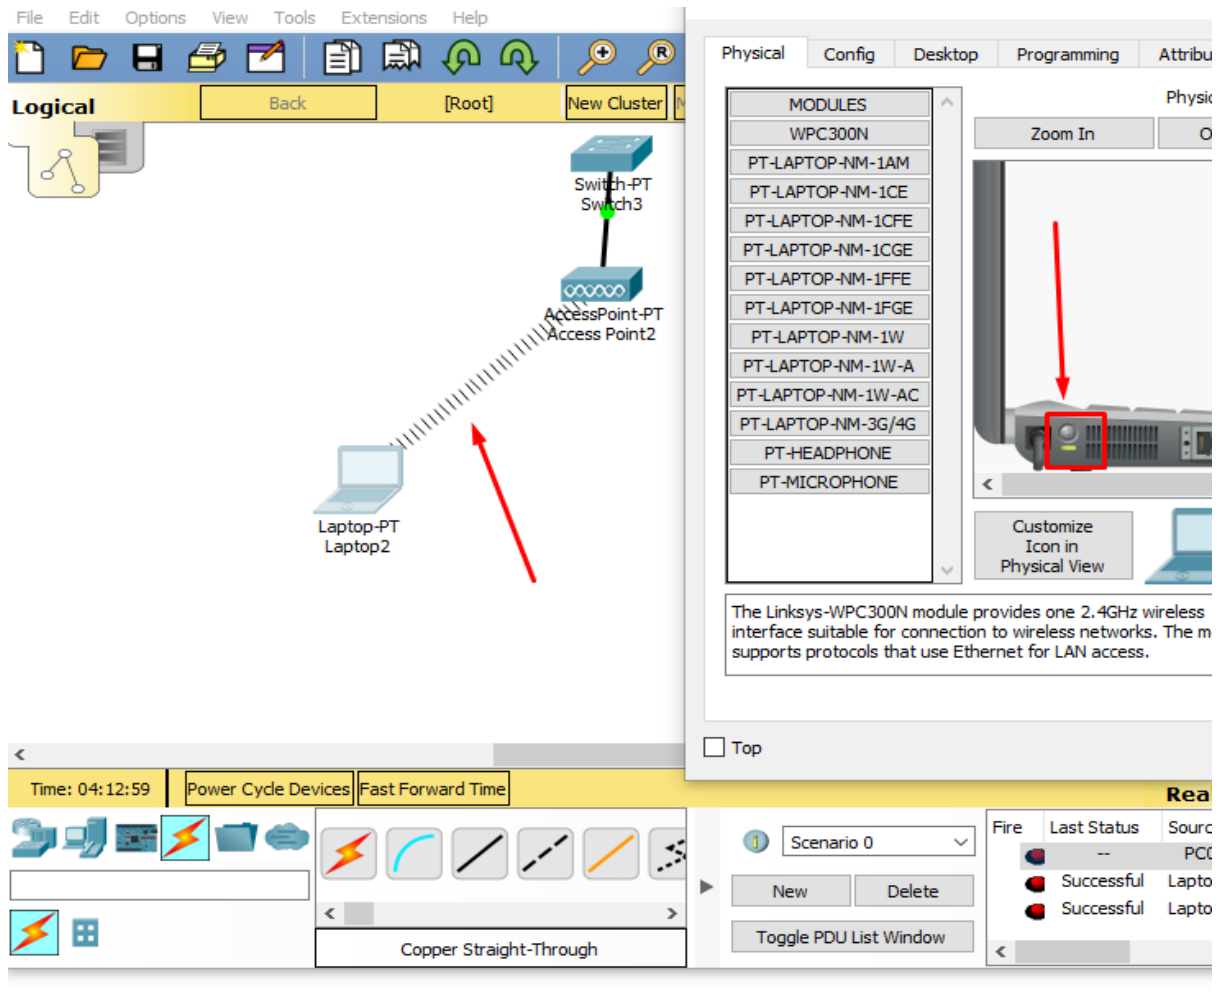 File Edit Options View Tools Extensions Help
Logical
Back
[Root]
New Cluster
Switch-PT
Switch3
AccessPoint-PT
Access Point2
Laptop-PT
Laptop2
Physical Config Desktop Programming Attribu
MODULES
WPC300N
PT-LAPTOP-NM-1AM
PT-LAPTOP-NM-1CE
PT-LAPTOP-NM-1CFE
PT-LAPTOP-NM-1CGE
PT-LAPTOP-NM-1FFE
PT-LAPTOP-NM-1FGE
PT-LAPTOP-NM-1W
PT-LAPTOP-NM-1W-A
PT-LAPTOP-NM-1W-AC
PT-LAPTOP-NM-3G/4G
PT-HEADPHONE
PT-MICROPHONE
Physic
Zoom In
O
Customize
Icon in
Physical View
The Linksys-WPC300N module provides one 2.4GHz wireless
interface suitable for connection to wireless networks. The m
supports protocols that use Ethernet for LAN access.
Top
Time: 04:12:59
Power Cycle Devices
Fast Forward Time
Rea
Copper Straight-Through
Scenario 0
New
Delete
Toggle PDU List Window
Fire Last Status Sourc
-- PC0
Successful Lapto
Successful Lapto